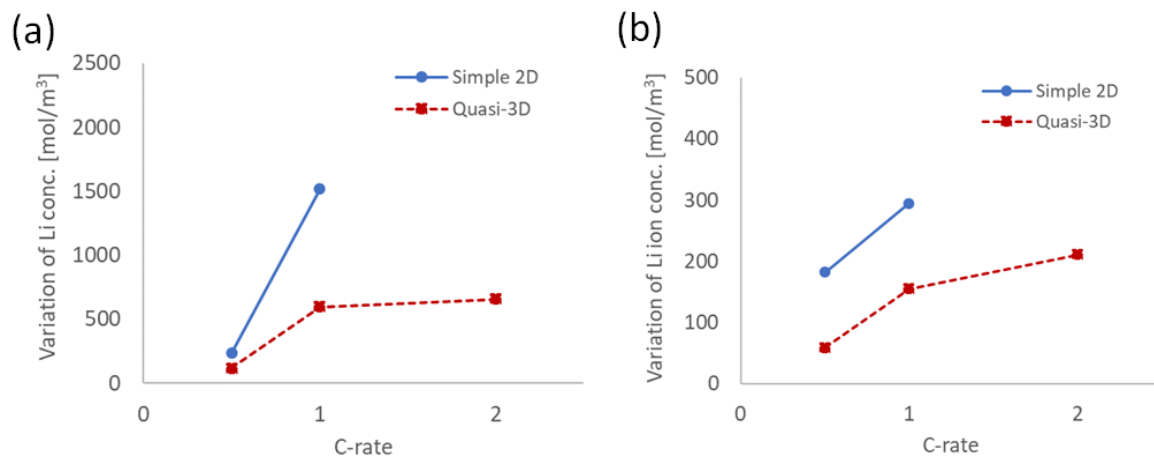 (a)
Variation of Li conc. [mol/m³]
2500
2000
1500
1000
500
0
0 1 2
C-rate
Simple 2D
Quasi-3D
(b)
Variation of Li ion conc. [mol/m³]
500
400
300
200
100
0
0 1 2
C-rate
Simple 2D
Quasi-3D